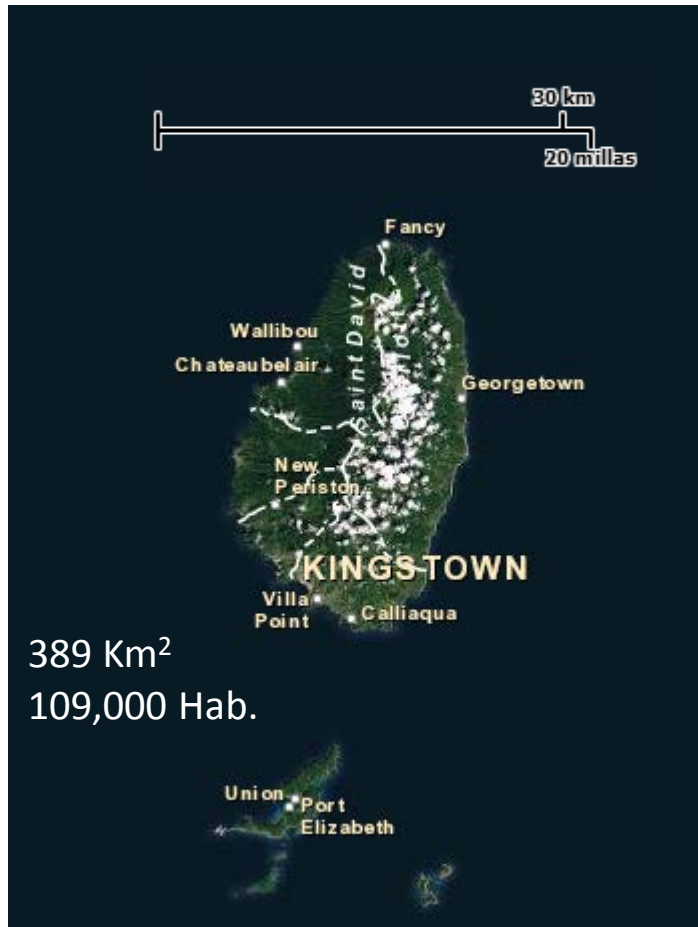 30 km
20 millas
Fancy
Saint David
Wallibou
Chateaubelair
Georgetown
New
Periston
KINGSTOWN
Villa
Point
Calliaqua
389 Km²
109,000 Hab.
Union
Port
Elizabeth